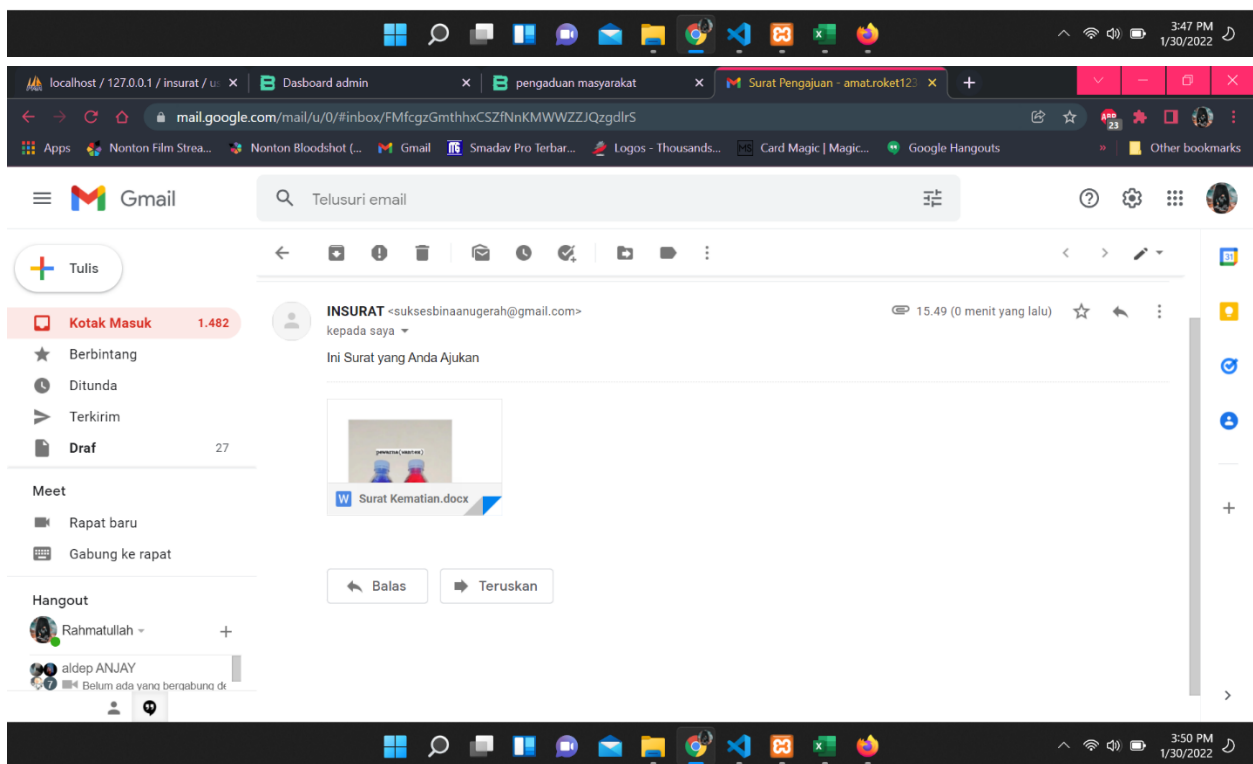 3:47 PM
1/30/2022
localhost / 127.0.0.1 / insurat / u
Dasboard admin
pengaduan masyarakat
Surat Pengajuan - amat.roket123
mail.google.com/mail/u/0/#inbox/FMfcgzGmthhxCSZfNnKMWWZZJQzgdlrS
ABP
23
Apps
Nonton Film Strea...
Nonton Bloodshot (...
Gmail
Smadav Pro Terbar...
Logos - Thousands...
MS
Card Magic | Magic...
Google Hangouts
»
Other bookmarks
Gmail
Telusuri email
Tulis
31
Kotak Masuk 1.482
INSURAT <suksesbinaanugerah@gmail.com>
15.49 (0 menit yang lalu)
kepada saya
Berbintang
Ini Surat yang Anda Ajukan
Ditunda
Terkirim
Draf 27
W Surat Kematian.docx
Meet
Rapat baru
Gabung ke rapat
Balas
Teruskan
Hangout
Rahmatullah
aldep ANJAY
7
Belum ada yang bergabung de
3:50 PM
1/30/2022